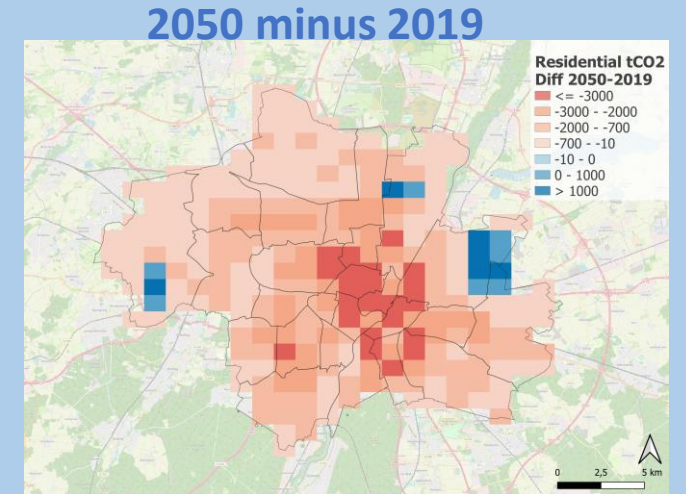 2050 minus 2019
Residential tCO2
Diff 2050-2019
<= -3000
-3000 - -2000
-2000 - -700
-700 - -10
-10 - 0
0 - 1000
> 1000
0 2,5 5 km